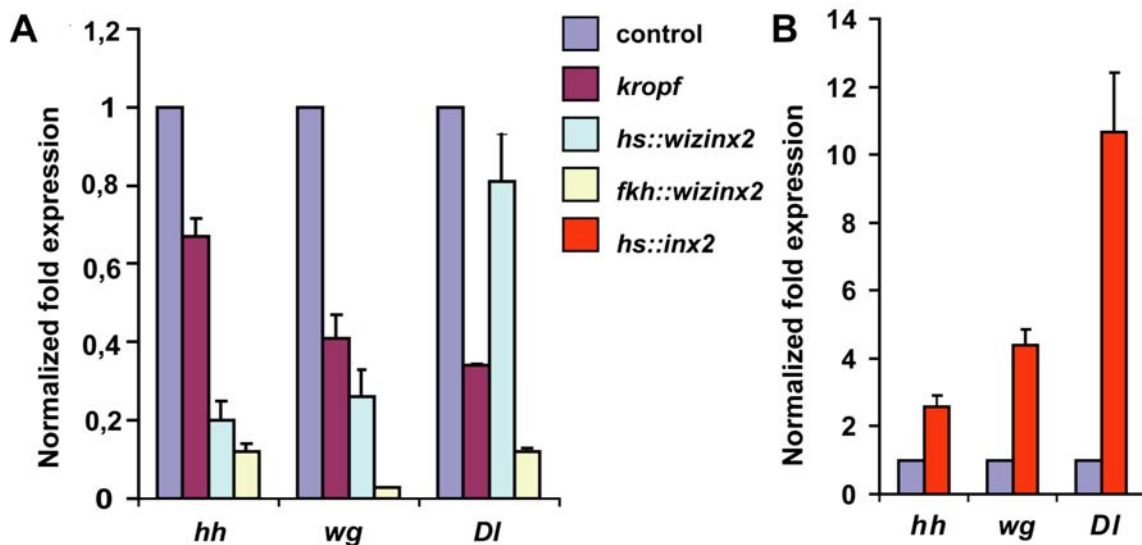 A
Normalized fold expression
1,2
1
0,8
0,6
0,4
0,2
0
hh wg Dl
control
kropf
hs::wizinx2
fkh::wizinx2
hs::inx2
B
Normalized fold expression
14
12
10
8
6
4
2
0
hh wg Dl